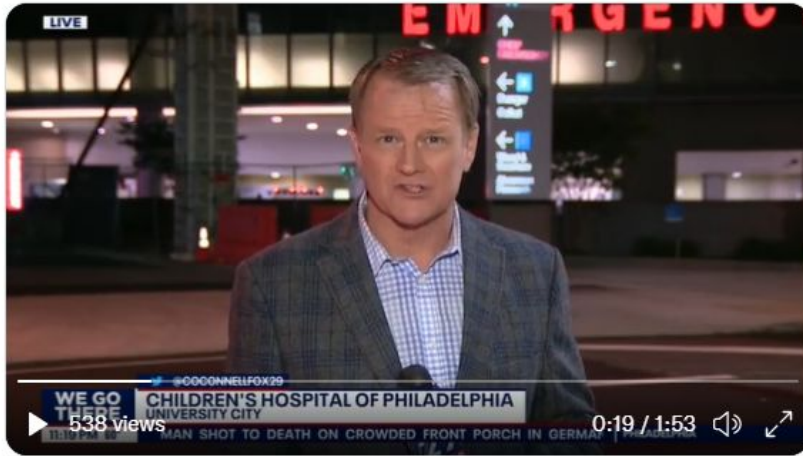 LIVE
EMERGENC
@COCONNELLFOX29
WE GO
THERE
CHILDREN'S HOSPITAL OF PHILADELPHIA
UNIVERSITY CITY
538 views
0:19 / 1:53
11:19 PM 80°
MAN SHOT TO DEATH ON CROWDED FRONT PORCH IN GERMA
PHILADELPHIA